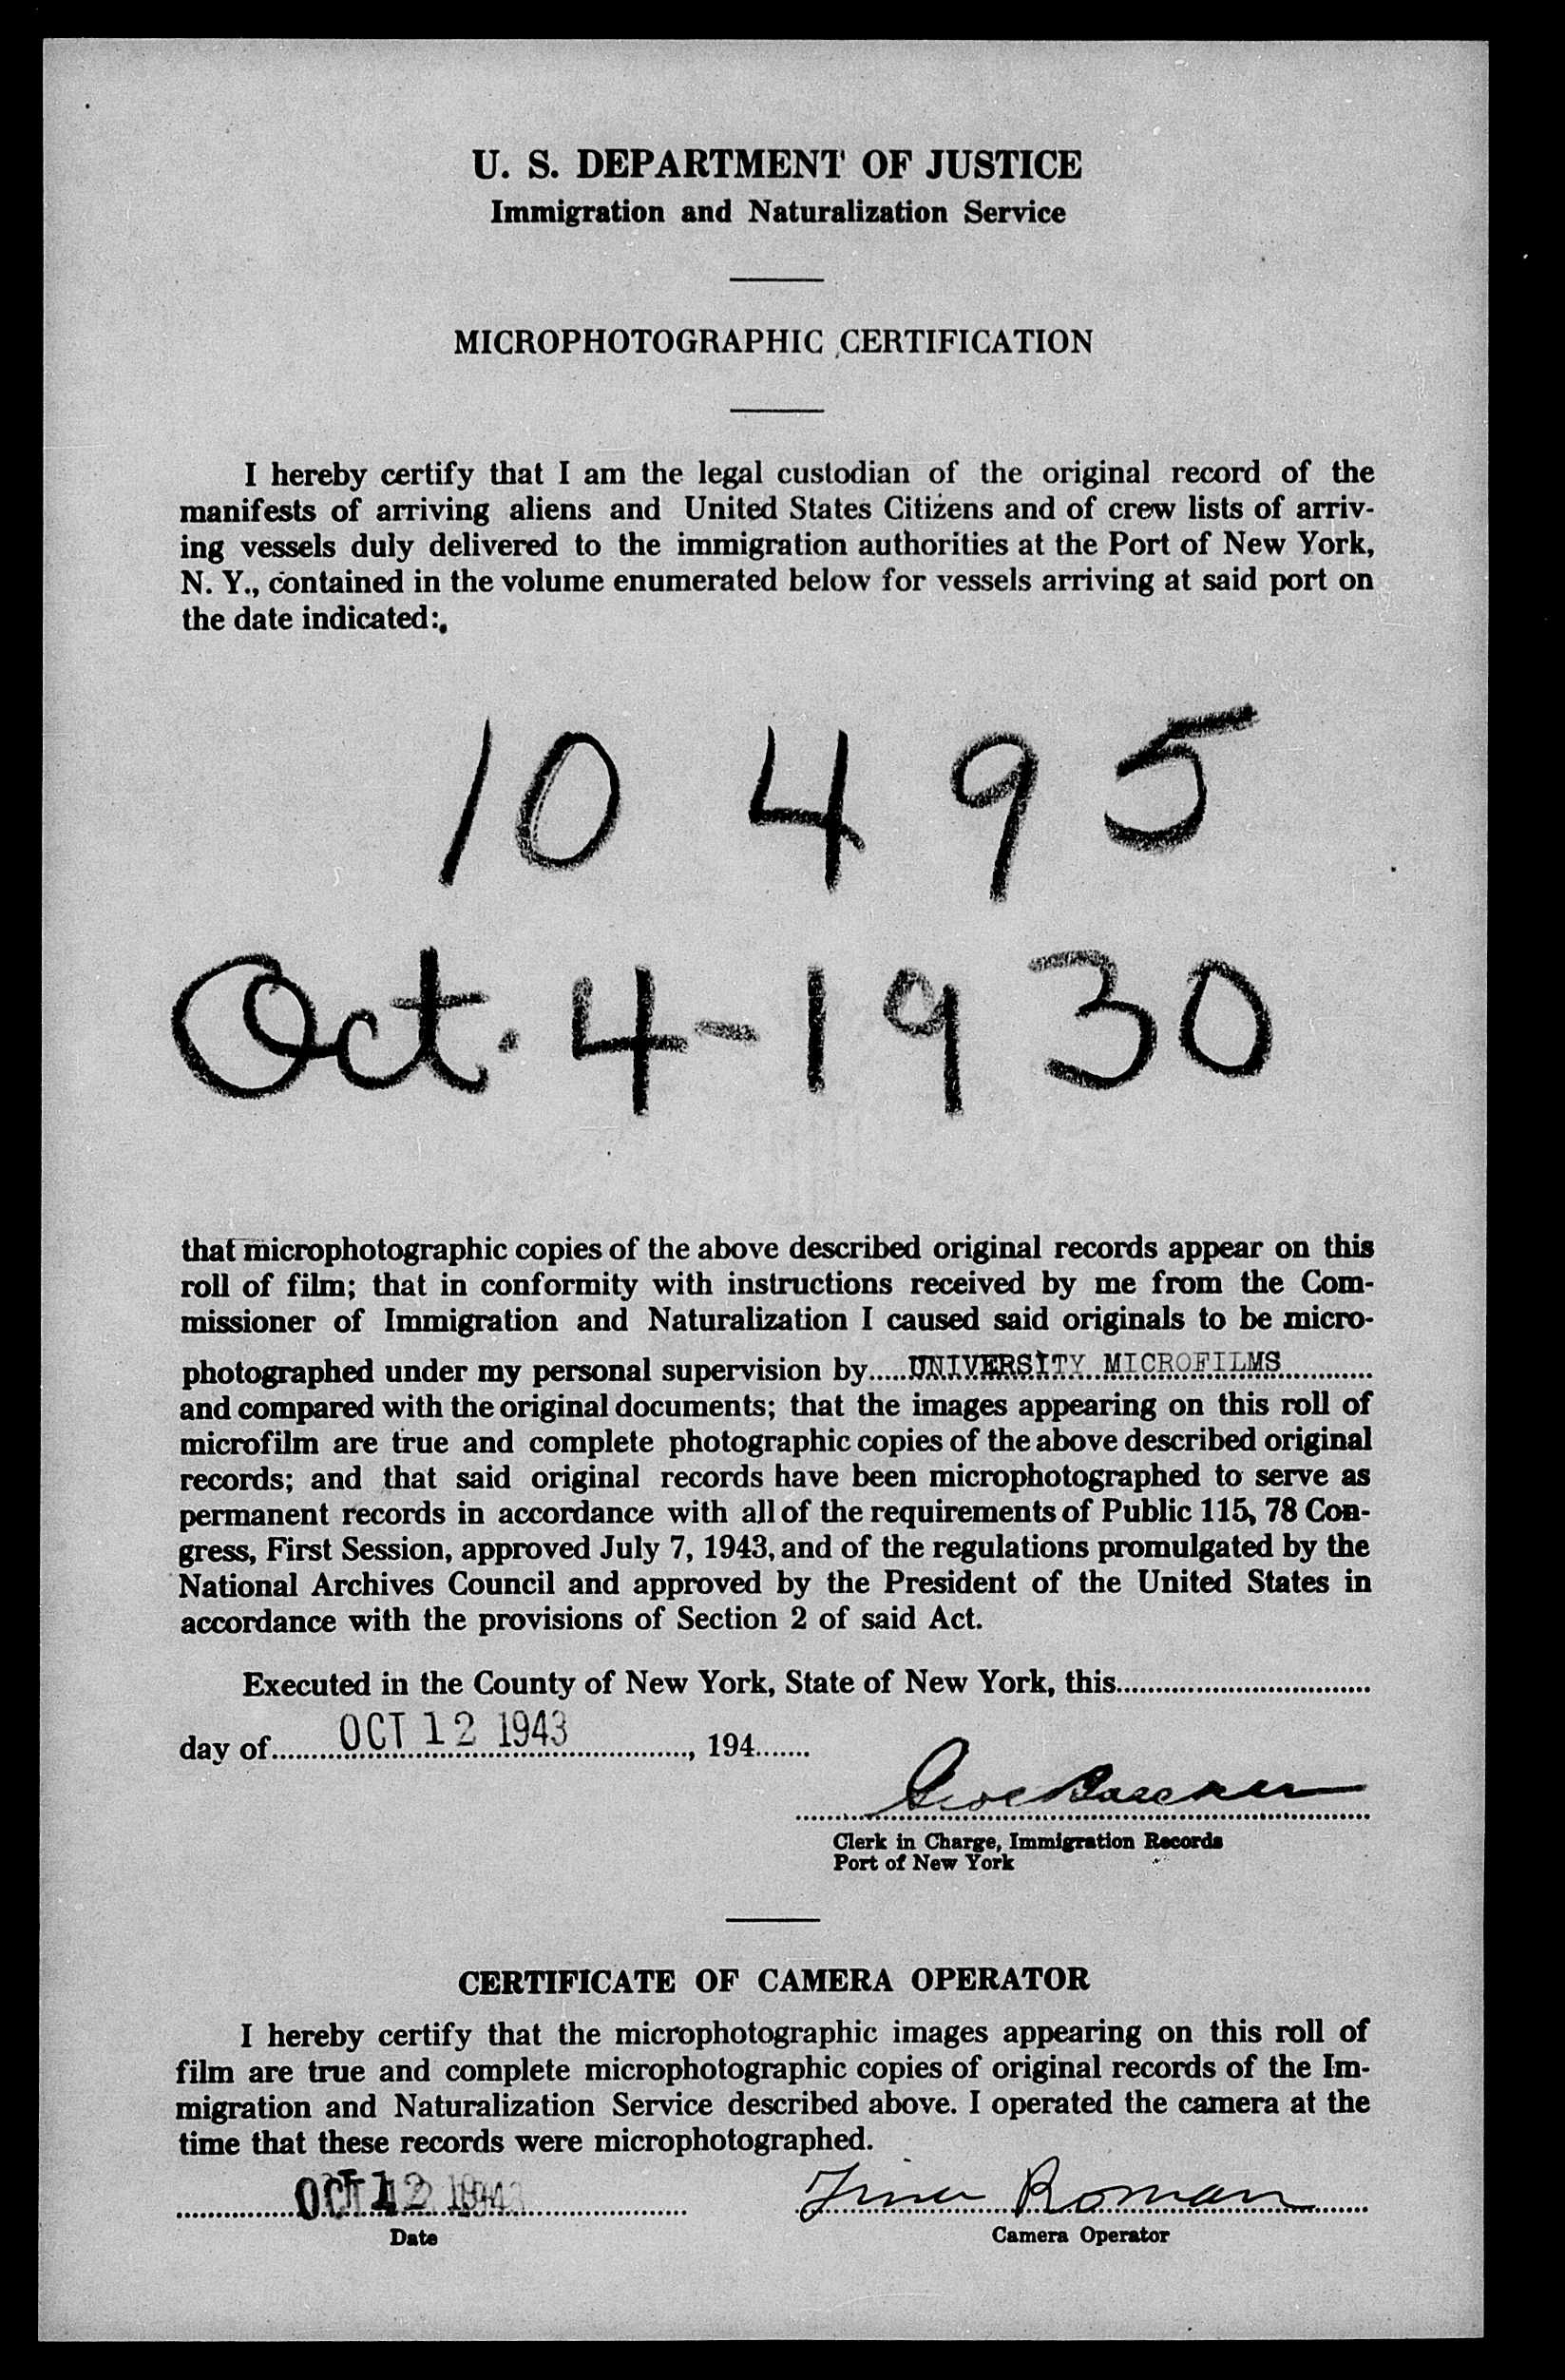 U. S. DEPARTMENT OF JUSTICE
Immigration and Naturalization Service
MICROPHOTOGRAPHIC CERTIFICATION
I hereby certify that I am the legal custodian of the original record of the
manifests of arriving aliens and United States Citizens and of crew lists of arriv-
ing vessels duly delivered to the immigration authorities at the Port of New York,
N. Y., contained in the volume enumerated below for vessels arriving at said port on
the date indicated:
10 495
Oct. 4-1930
that microphotographic copies of the above described original records appear on this
roll of film; that in conformity with instructions received by me from the Com-
missioner of Immigration and Naturalization I caused said originals to be micro-
photographed under my personal supervision by.....UNIVERSITY MICROFILMS
and compared with the original documents; that the images appearing on this roll of
microfilm are true and complete photographic copies of the above described original
records; and that said original records have been microphotographed to serve as
permanent records in accordance with all of the requirements of Public 115, 78 Con-
gress, First Session, approved July 7, 1943, and of the regulations promulgated by the
National Archives Council and approved by the President of the United States in
accordance with the provisions of Section 2 of said Act.
Executed in the County of New York, State of New York, this
day of OCT 12 1943, 194
Clerk in Charge, Immigration Records
Port of New York
CERTIFICATE OF CAMERA OPERATOR
I hereby certify that the microphotographic images appearing on this roll of
film are true and complete microphotographic copies of original records of the Im-
migration and Naturalization Service described above. I operated the camera at the
time that these records were microphotographed.
OCT 12 1943 Roman
Date Camera Operator